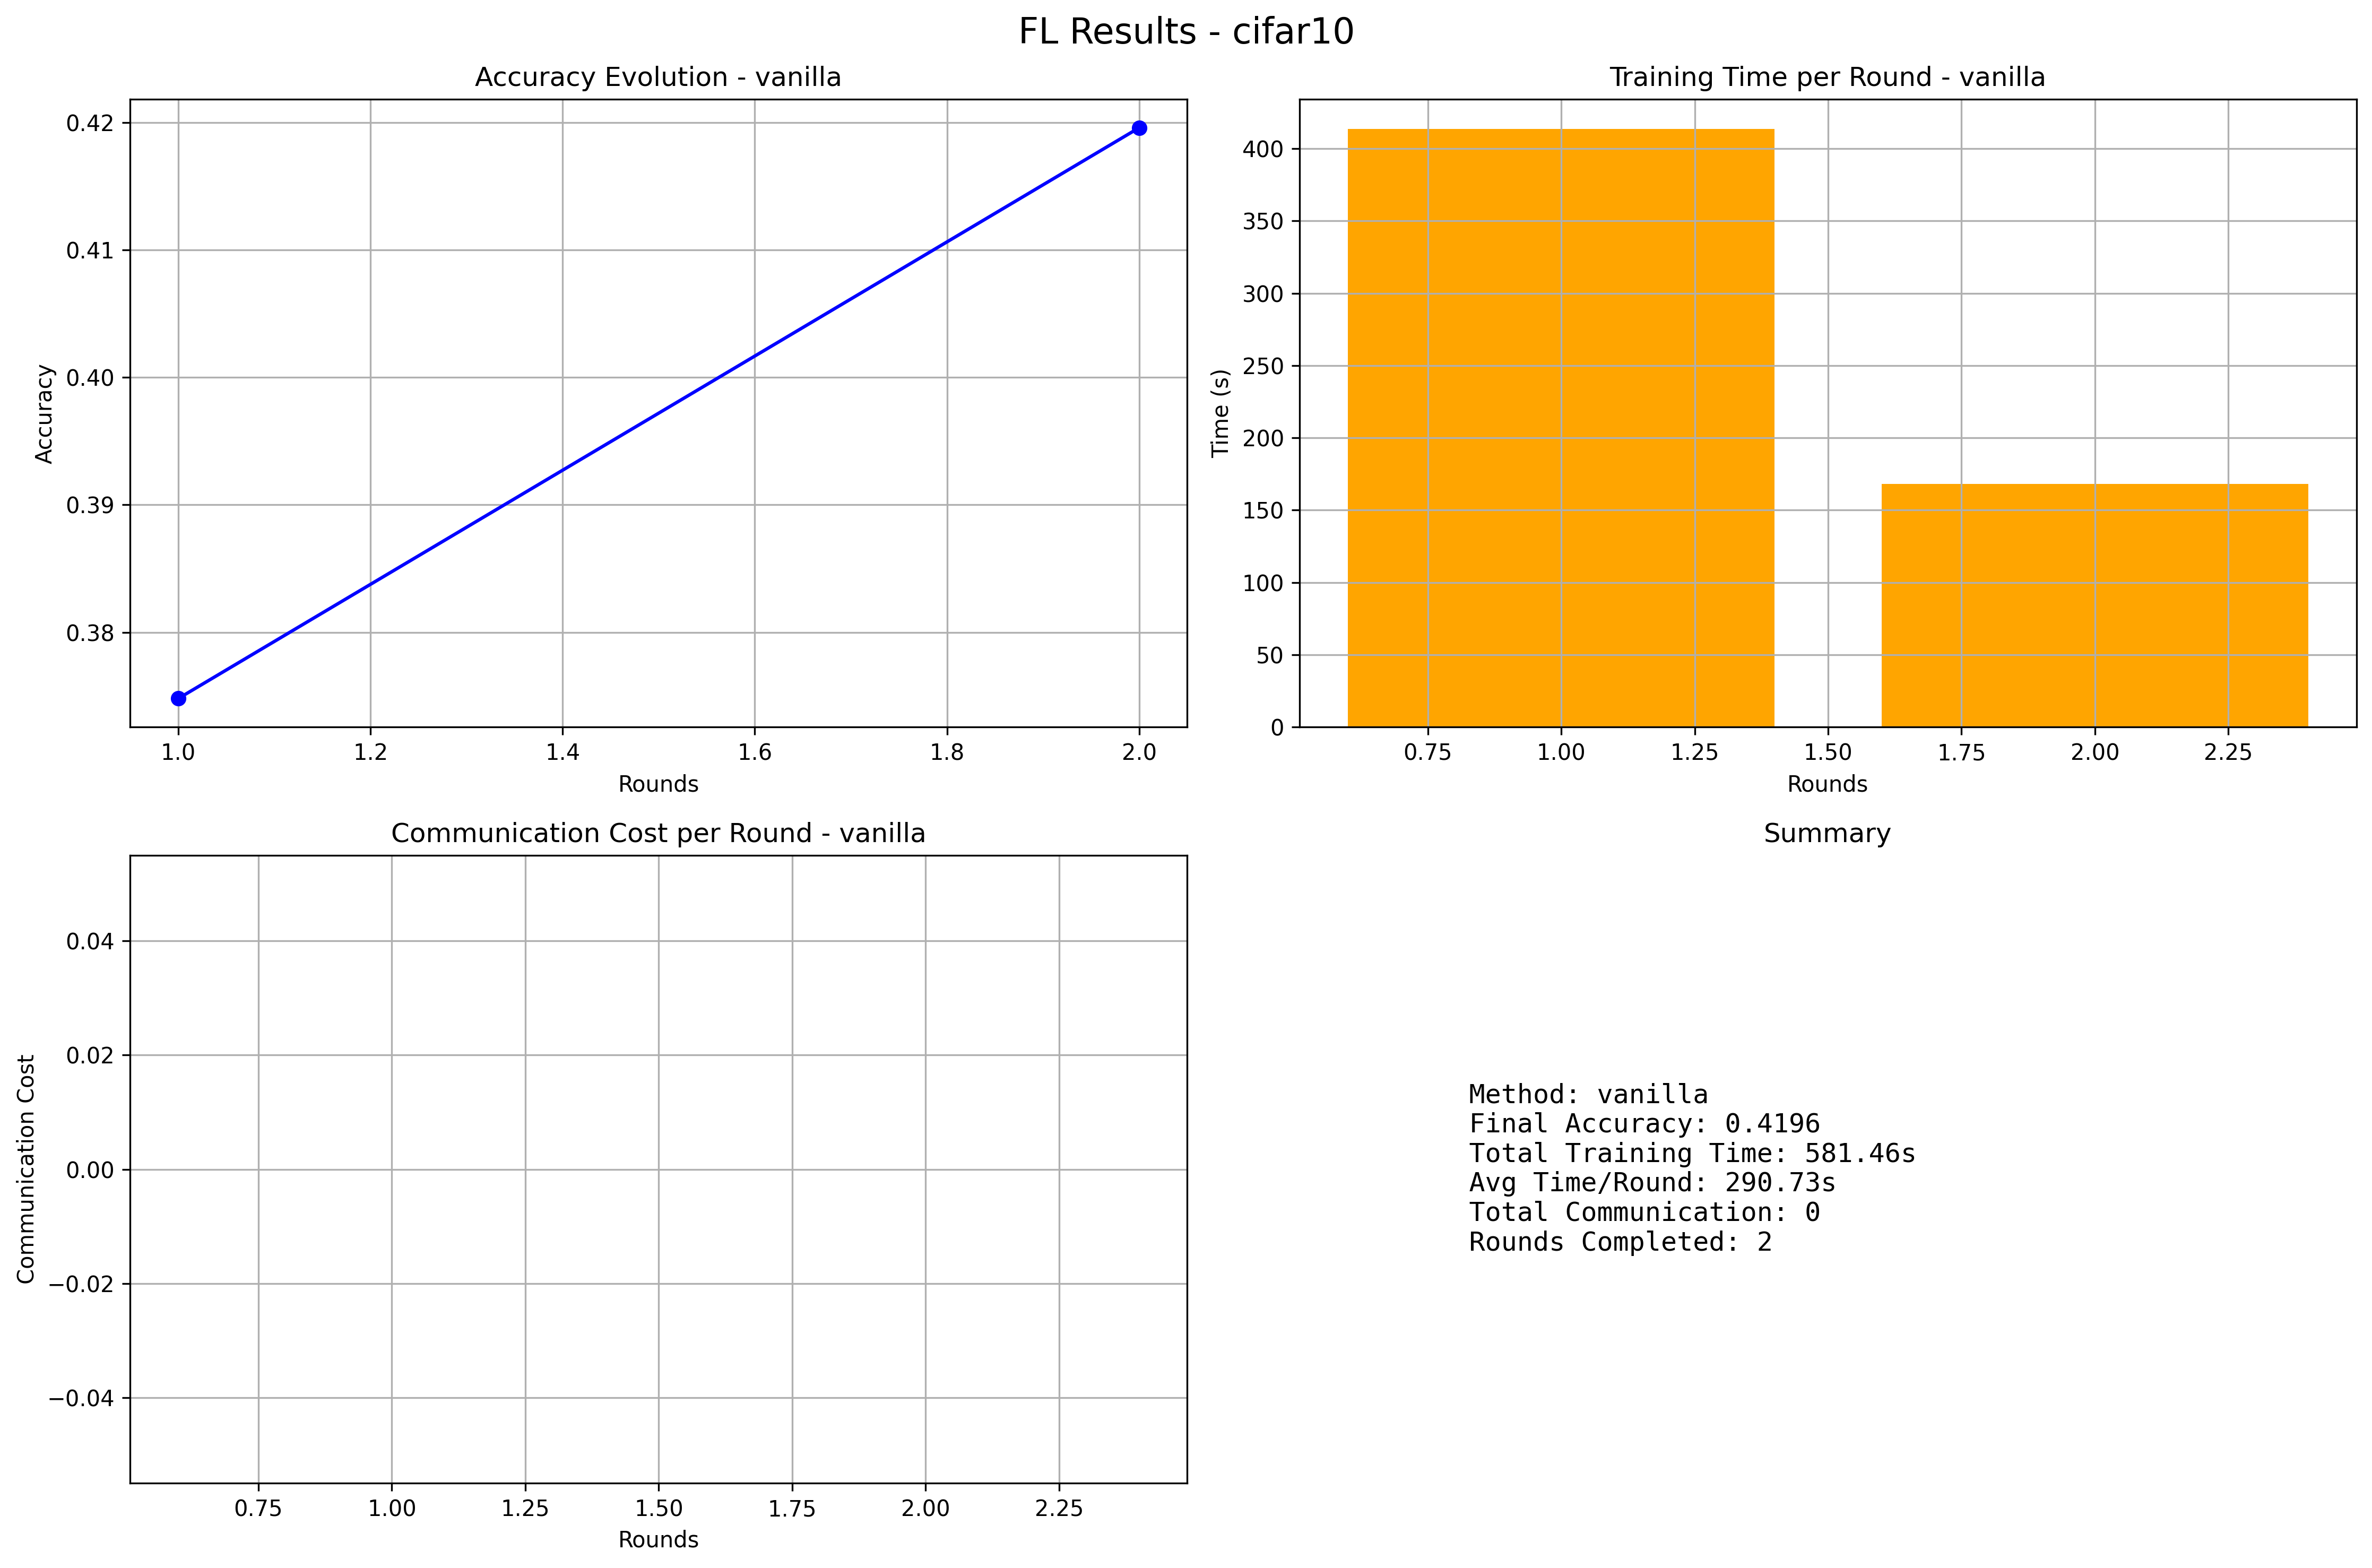 FL Results - cifar10
Accuracy Evolution - vanilla
0.42
0.41
0.40
0.39
0.38
Accuracy
1.0 1.2 1.4 1.6 1.8 2.0
Rounds
Training Time per Round - vanilla
400
350
300
250
200
150
100
50
0
Time (s)
0.75 1.00 1.25 1.50 1.75 2.00 2.25
Rounds
Communication Cost per Round - vanilla
0.04
0.02
0.00
−0.02
−0.04
Communication Cost
0.75 1.00 1.25 1.50 1.75 2.00 2.25
Rounds
Summary
Method: vanilla
Final Accuracy: 0.4196
Total Training Time: 581.46s
Avg Time/Round: 290.73s
Total Communication: 0
Rounds Completed: 2